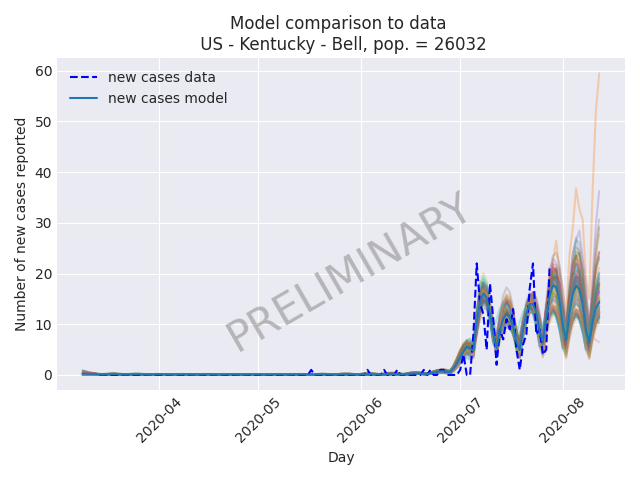 Model comparison to data
US - Kentucky - Bell, pop. = 26032
new cases data
new cases model
Number of new cases reported
60
50
40
30
20
10
0
PRELIMINARY
2020-04
2020-05
2020-06
2020-07
2020-08
Day